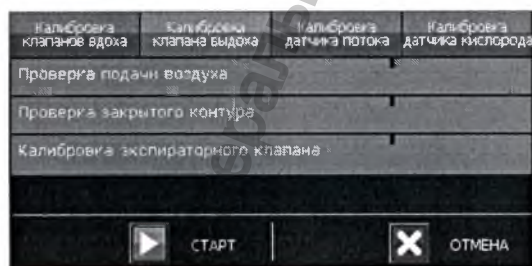 Калибровка Калибровка Калибровка Калибровка
клапанов вдоха клапана выдоха датчика потока датчика кислорода
Проверка подачи воздуха
Проверка закрытого контура
Калибровка экспираторного клапана
СТАРТ ОТМЕНА